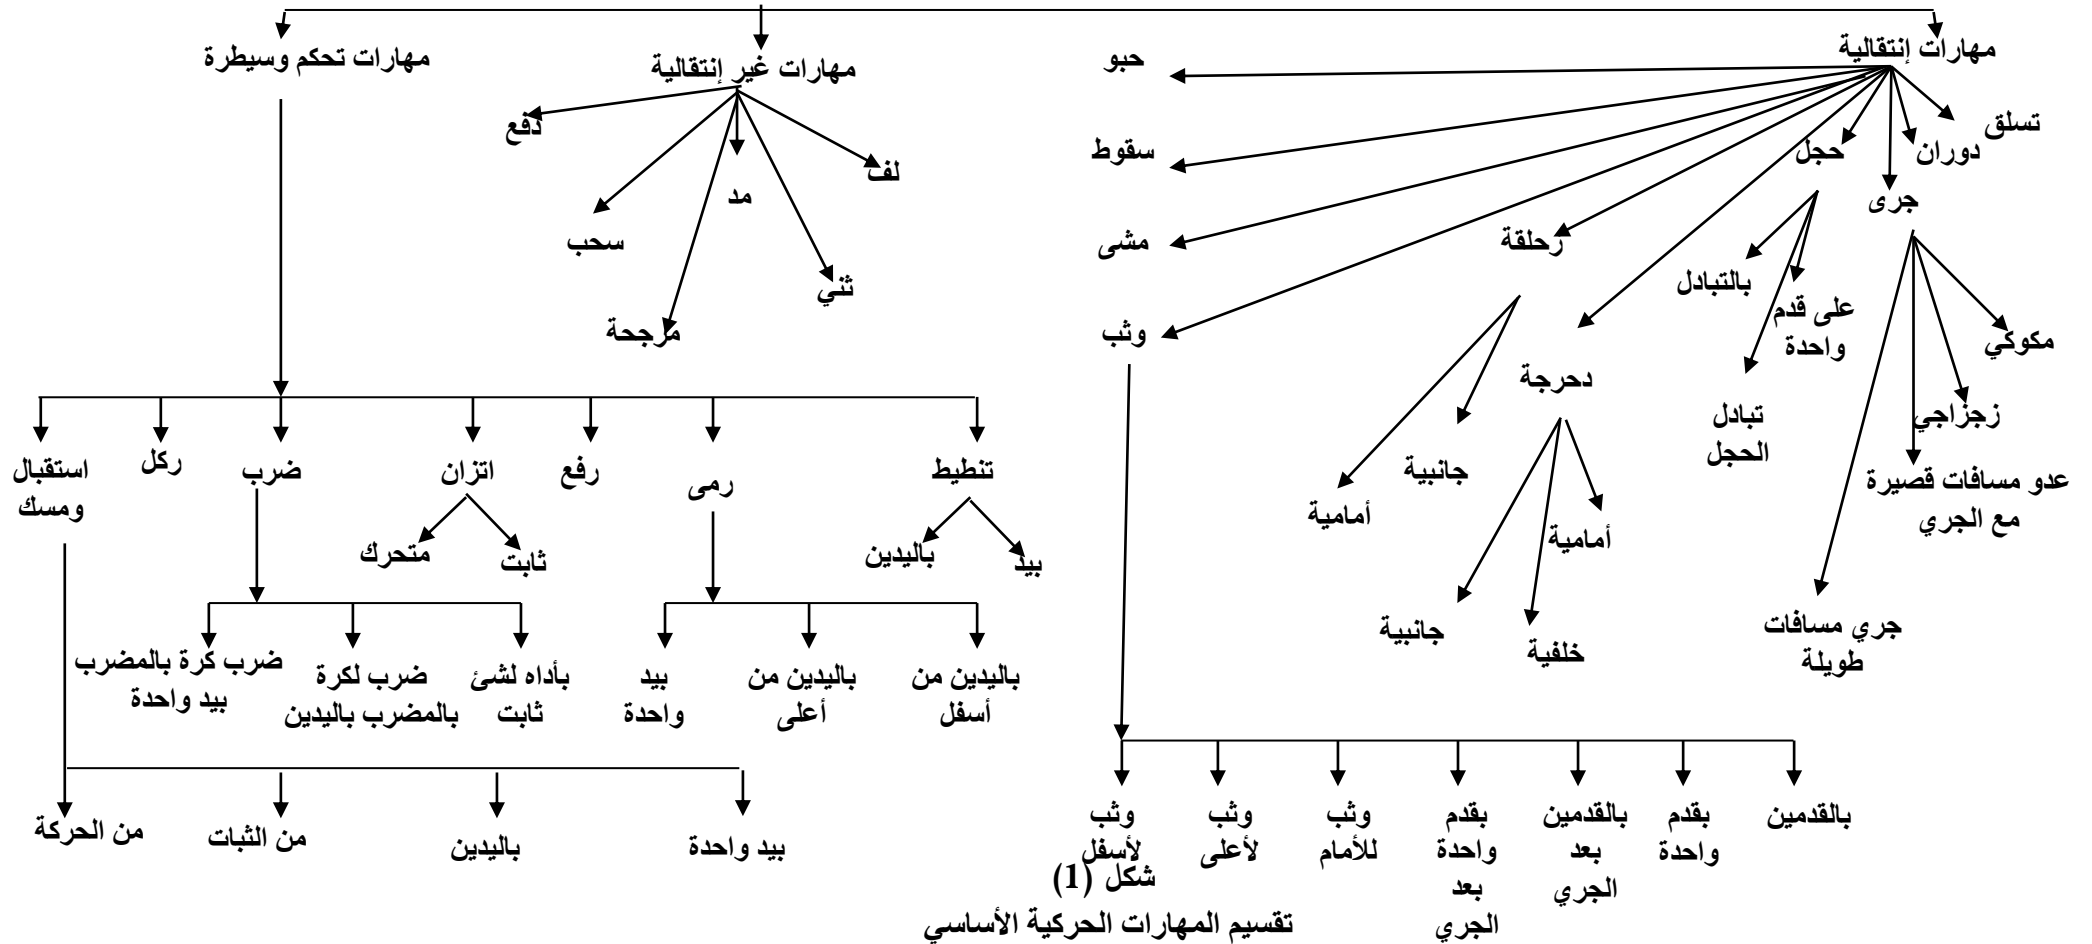 مهارات إنتقالية
مهارات غير إنتقالية
مهارات تحكم وسيطرة
تسلق
دوران
حجل
جرى
حبو
سقوط
مشى
وثب
زحلقة
دحرجة
بالتبادل
على قدم
واحدة
تبادل
الحجل
مكوكي
زجزاجي
عدو مسافات قصيرة
مع الجري
جري مسافات
طويلة
جانبية
أمامية
أمامية
خلفية
جانبية
لف
ثني
مد
مرجحة
سحب
دفع
تنطيط
رمى
رفع
اتزان
ضرب
ركل
استقبال
ومسك
بيد
باليدين
ثابت
متحرك
باليدين من
أسفل
باليدين من
أعلى
بيد
واحدة
بأداه لشئ
ثابت
ضرب لكرة
بالمضرب باليدين
ضرب كرة بالمضرب
بيد واحدة
بيد واحدة
باليدين
من الثبات
من الحركة
بالقدمين
بقدم
واحدة
بالقدمين
بعد
الجري
بقدم
واحدة
بعد
الجري
وثب
للأمام
وثب
لأعلى
وثب
لأسفل
شكل (1)
تقسيم المهارات الحركية الأساسي